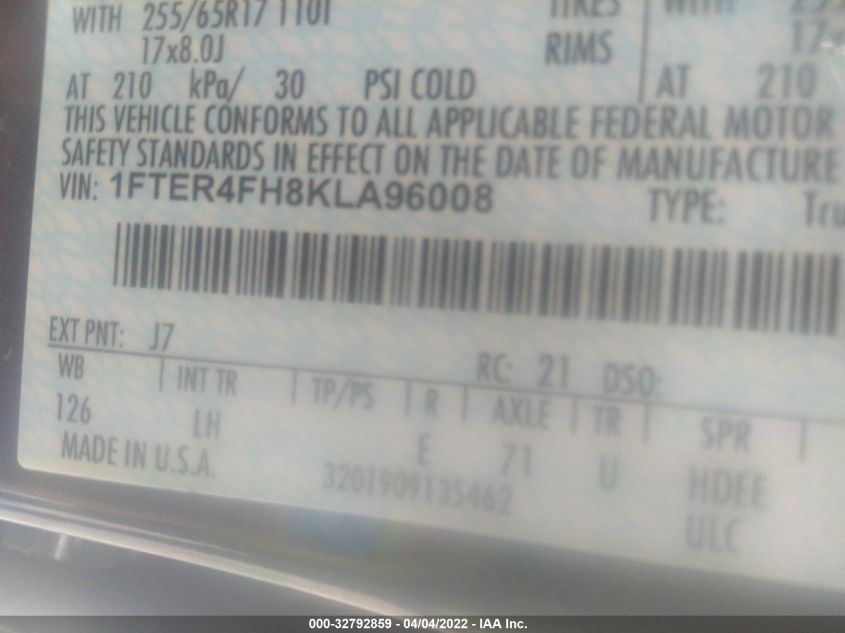 WITH 255/65R17 110T TIRES WITH
17x8.0J RIMS 17
AT 210 kPa/ 30 PSI COLD AT 210
THIS VEHICLE CONFORMS TO ALL APPLICABLE FEDERAL MOTOR
SAFETY STANDARDS IN EFFECT ON THE DATE OF MANUFACTURE
VIN: 1FTER4FH8KLA96008 TYPE:
EXT PNT: J7 RC: 21 DSO:
WB INT TR TP/PS R AXLE TR SPR
126 LH E 71 U HDEE
MADE IN U.S.A. 3201909135462 ULC
000-32792859 - 04/04/2022 - IAA Inc.